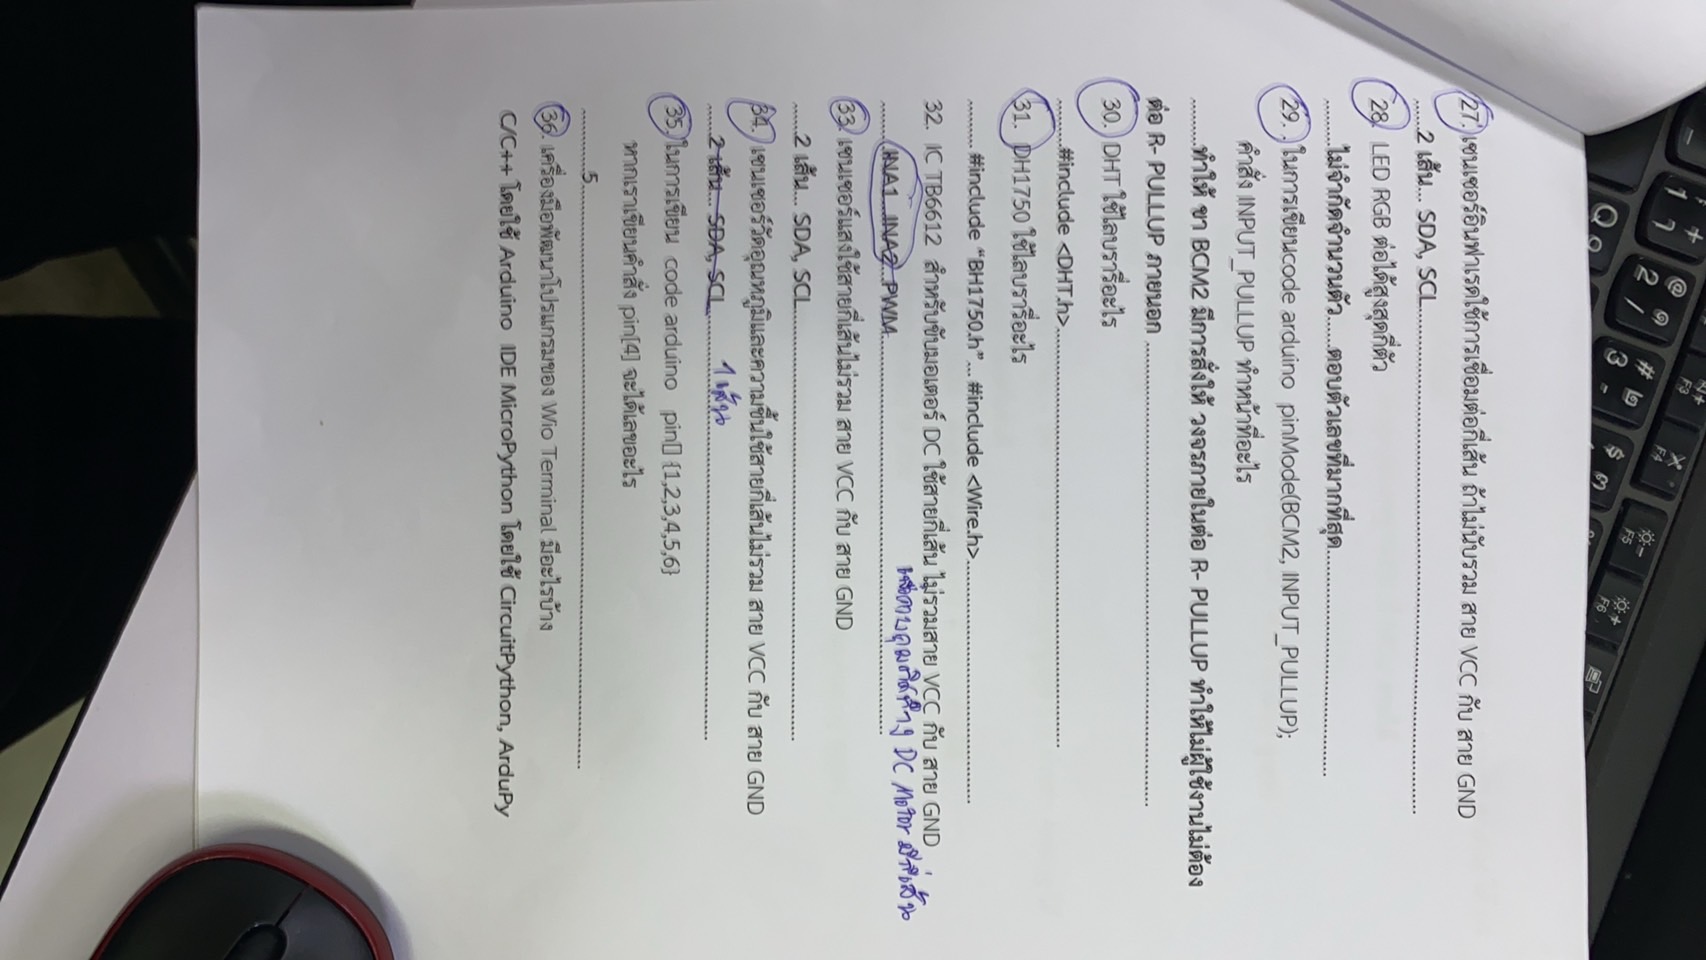 27. เซนเซอร์อินฟาเรดใช้การเชื่อมต่อกี่เส้น ถ้าไม่นับรวม สาย VCC กับ สาย GND
.....2 เส้น... SDA, SCL.....
28. LED RGB ต่อได้สูงสุดกี่ตัว
.......ไม่จำกัดจำนวนตัว......ตอบตัวเลขที่มากที่สุด.....
29. ในการเขียนcode arduino pinMode(BCM2, INPUT_PULLUP);
คำสั่ง INPUT_PULLUP ทำหน้าที่อะไร
..........ทำให้ ขา BCM2 มีการสั่งให้ วงจรภายในต่อ R- PULLUP ทำให้ไม่ผู้ใช้งานไม่ต้อง
ต่อ R- PULLUP ภายนอก .....
30. DHT ใช้ไลบรารี่อะไร
.........#include <DHT.h>.....
31. DH1750 ใช้ไลบรารี่อะไร
.......... #include "BH1750.h"... #include <Wire.h>.....
32. IC TB6612 สำหรับขับมอเตอร์ DC ใช้สายกี่เส้น ไม่รวมสาย VCC กับ สาย GND
.......INA1...INA2...PWM.....
DC Motor มีกี่เส้น
33. เซนเซอร์แสงใช้สายกี่เส้นไม่รวม สาย VCC กับ สาย GND
.....2 เส้น... SDA, SCL.....
34. เซนเซอร์วัดอุณหภูมิและความชื้นใช้สายกี่เส้นไม่รวม สาย VCC กับ สาย GND
.....2 เส้น... SDA, SCL..... 1 เส้น
35. ในการเขียน code arduino pin[] {1,2,3,4,5,6}
หากเราเขียนคำสั่ง pin[4] จะได้เลขอะไร
..........5.....
36. เครื่องมือพัฒนาโปรแกรมของ Wio Terminal มีอะไรบ้าง
C/C++ โดยใช้ Arduino IDE MicroPython โดยใช้ CircuitPython, ArduPy